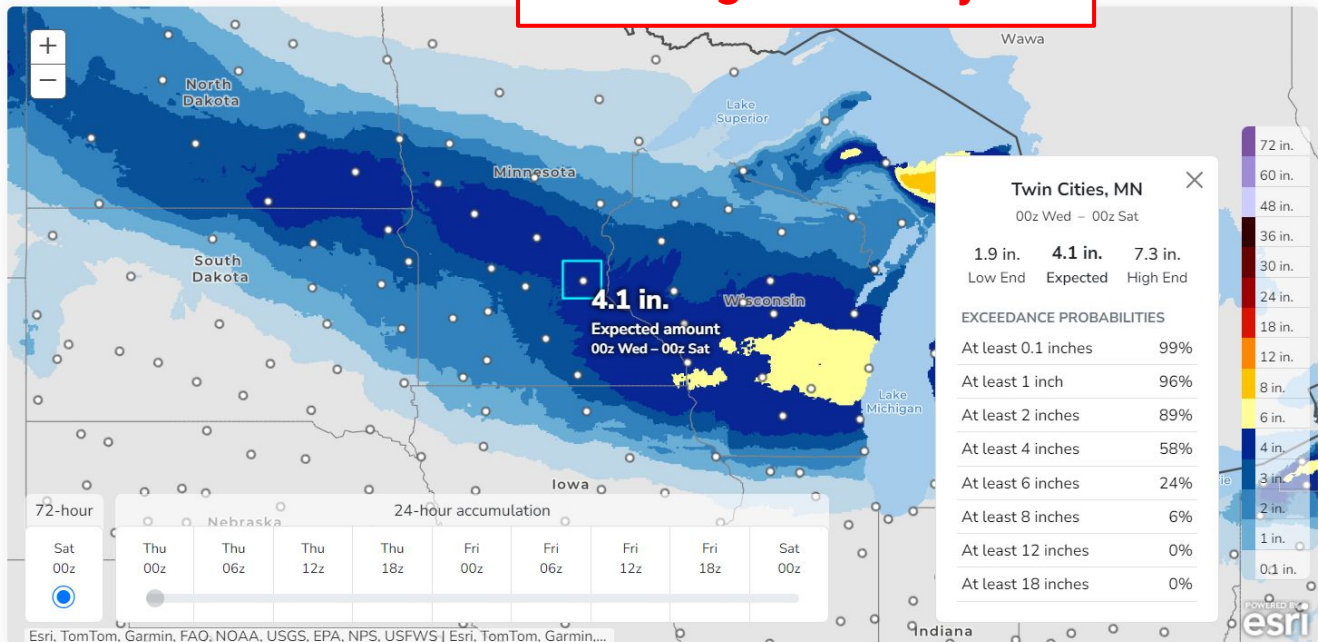 +
−
Wawa
North
Dakota
Lake
Superior
Minnesota
South
Dakota
Wisconsin
Lake
Michigan
Iowa
Nebraska
Indiana
4.1 in.
Expected amount
00z Wed – 00z Sat
Twin Cities, MN
00z Wed – 00z Sat
1.9 in. 4.1 in. 7.3 in.
Low End Expected High End
EXCEEDANCE PROBABILITIES
At least 0.1 inches 99%
At least 1 inch 96%
At least 2 inches 89%
At least 4 inches 58%
At least 6 inches 24%
At least 8 inches 6%
At least 12 inches 0%
At least 18 inches 0%
72 in.
60 in.
48 in.
36 in.
30 in.
24 in.
18 in.
12 in.
8 in.
6 in.
4 in.
3 in.
2 in.
1 in.
0.1 in.
72-hour 24-hour accumulation
Sat Thu Thu Thu Thu Fri Fri Fri Fri Sat
00z 00z 06z 12z 18z 00z 06z 12z 18z 00z
Esri, TomTom, Garmin, FAO, NOAA, USGS, EPA, NPS, USFWS | Esri, TomTom, Garmin,...
POWERED BY
esri